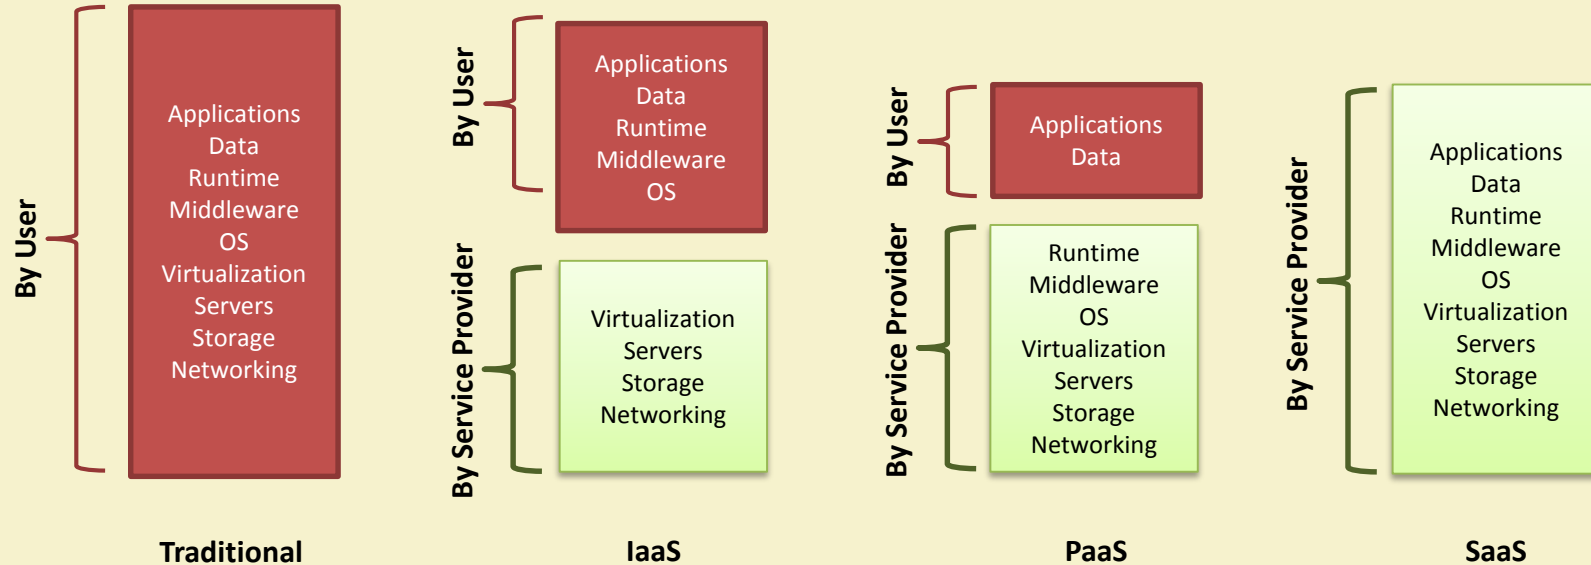 By User
Applications
Data
Runtime
Middleware
OS
Virtualization
Servers
Storage
Networking
Traditional
By User
Applications
Data
Runtime
Middleware
OS
By Service Provider
Virtualization
Servers
Storage
Networking
IaaS
By User
Applications
Data
By Service Provider
Runtime
Middleware
OS
Virtualization
Servers
Storage
Networking
PaaS
By Service Provider
Applications
Data
Runtime
Middleware
OS
Virtualization
Servers
Storage
Networking
SaaS